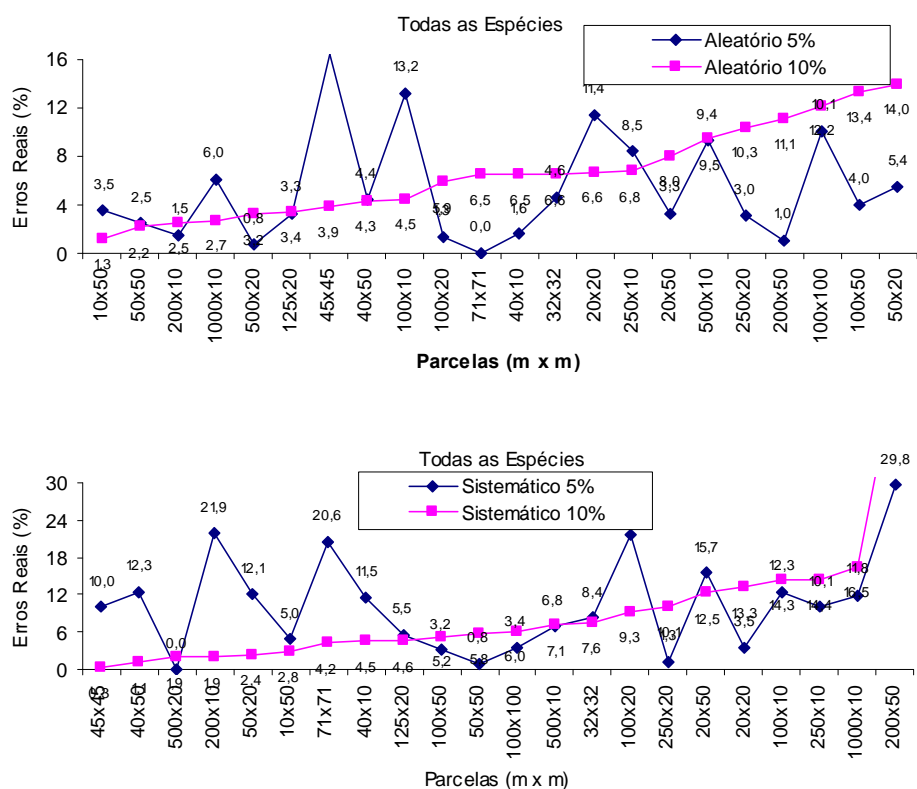 Todas as Espécies
Aleatório 5%
Aleatório 10%
Erros Reais (%)
16
12
8
4
0
3,5 2,5 1,5 6,0 0,8 3,3 4,4 13,2 0,0 1,6 4,6 11,4 8,5 3,3 9,4 3,0 1,0 10,1 4,0 5,4
1,3 2,2 2,5 2,7 3,2 3,4 3,9 4,3 4,5 5,9 6,5 6,5 6,6 6,6 6,8 8,0 9,5 10,3 11,1 12,2 13,4 14,0
10x50 50x50 200x10 1000x10 500x20 125x20 45x45 40x50 100x10 100x20 71x71 40x10 32x32 20x20 250x10 20x50 500x10 250x20 200x50 100x100 100x50 50x20
Parcelas (m x m)
Todas as Espécies
Sistemático 5%
Sistemático 10%
Erros Reais (%)
30
24
18
12
6
0
10,0 12,3 0,0 21,9 12,1 5,0 20,6 11,5 5,5 3,2 0,8 3,4 6,8 8,4 15,7 3,5 12,3 10,1 11,8 29,8
1,9 1,9 2,4 2,8 4,2 4,5 4,6 5,2 5,8 6,0 7,1 7,6 9,3 10,1 12,5 13,3 14,3 14,4 16,5
45x45 40x50 500x20 200x10 50x20 10x50 71x71 40x10 125x20 100x50 50x50 100x100 500x10 32x32 100x20 250x20 20x50 20x20 100x10 250x10 1000x10 200x50
Parcelas (m x m)